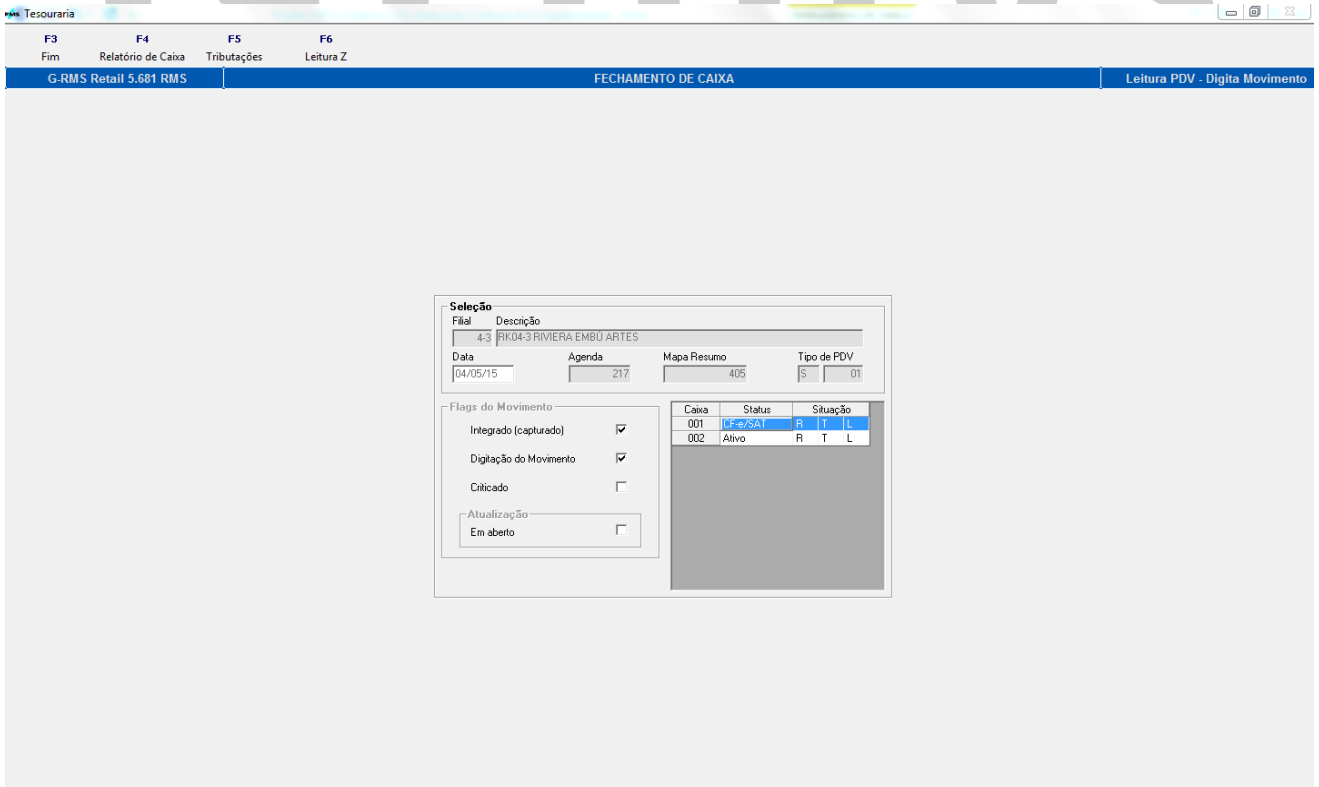 RMS Tesouraria
F3 F4 F5 F6
Fim Relatório de Caixa Tributações Leitura Z
G-RMS Retail 5.681 RMS FECHAMENTO DE CAIXA Leitura PDV - Digita Movimento
Seleção
Filial Descrição
4-3 RK04-3 RIVIERA EMBÚ ARTES
Data Agenda Mapa Resumo Tipo de PDV
04/05/15 217 405 S 01
Flags do Movimento
Integrado (capturado)
Digitação do Movimento
Criticado
Atualização
Em aberto
Caixa Status Situação
001 CF-e/SAT R T L
002 Ativo R T L